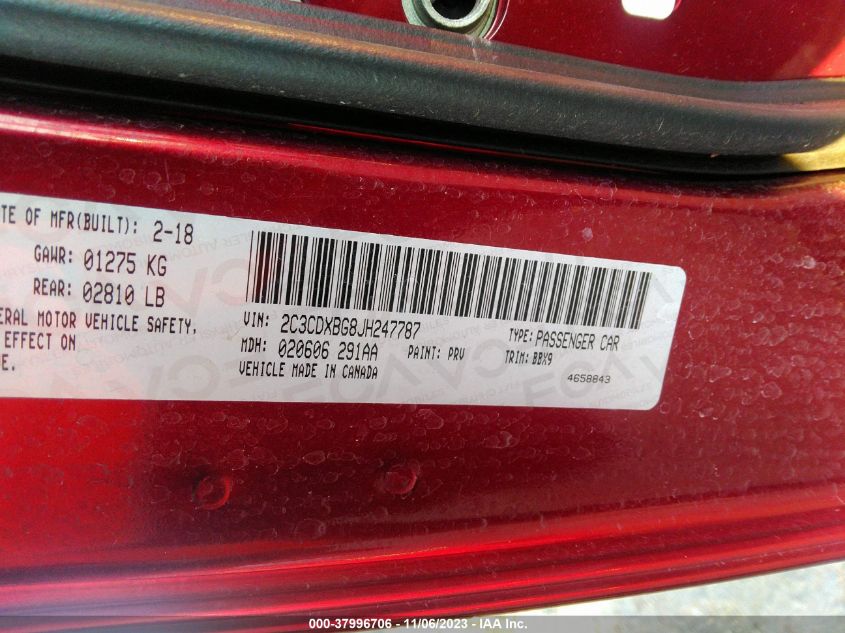 TE OF MFR(BUILT): 2-18
GAWR: 01275 KG
REAR: 02810 LB
ERAL MOTOR VEHICLE SAFETY,
EFFECT ON
E.
VIN: 2C3CDXBG8JH247787
TYPE: PASSENGER CAR
MDH: 020606 291AA
PAINT: PRV
TRIM: BBX9
VEHICLE MADE IN CANADA
4658843
000-37996706 - 11/06/2023 - IAA Inc.